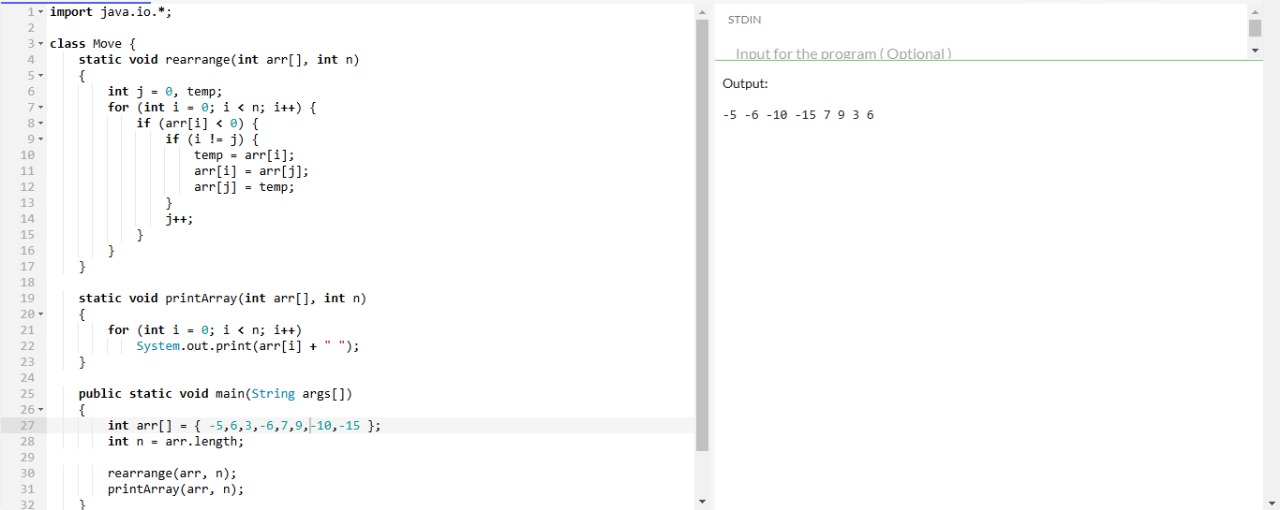 1 import java.io.*;
2
3 class Move {
4     static void rearrange(int arr[], int n)
5     {
6         int j = 0, temp;
7         for (int i = 0; i < n; i++) {
8             if (arr[i] < 0) {
9                 if (i != j) {
10                     temp = arr[i];
11                     arr[i] = arr[j];
12                     arr[j] = temp;
13                 }
14                 j++;
15             }
16         }
17     }
18
19     static void printArray(int arr[], int n)
20     {
21         for (int i = 0; i < n; i++)
22             System.out.print(arr[i] + " ");
23     }
24
25     public static void main(String args[])
26     {
27         int arr[] = { -5,6,3,-6,7,9,-10,-15 };
28         int n = arr.length;
29
30         rearrange(arr, n);
31         printArray(arr, n);
32     }
STDIN
Input for the program ( Optional )
Output:
-5 -6 -10 -15 7 9 3 6